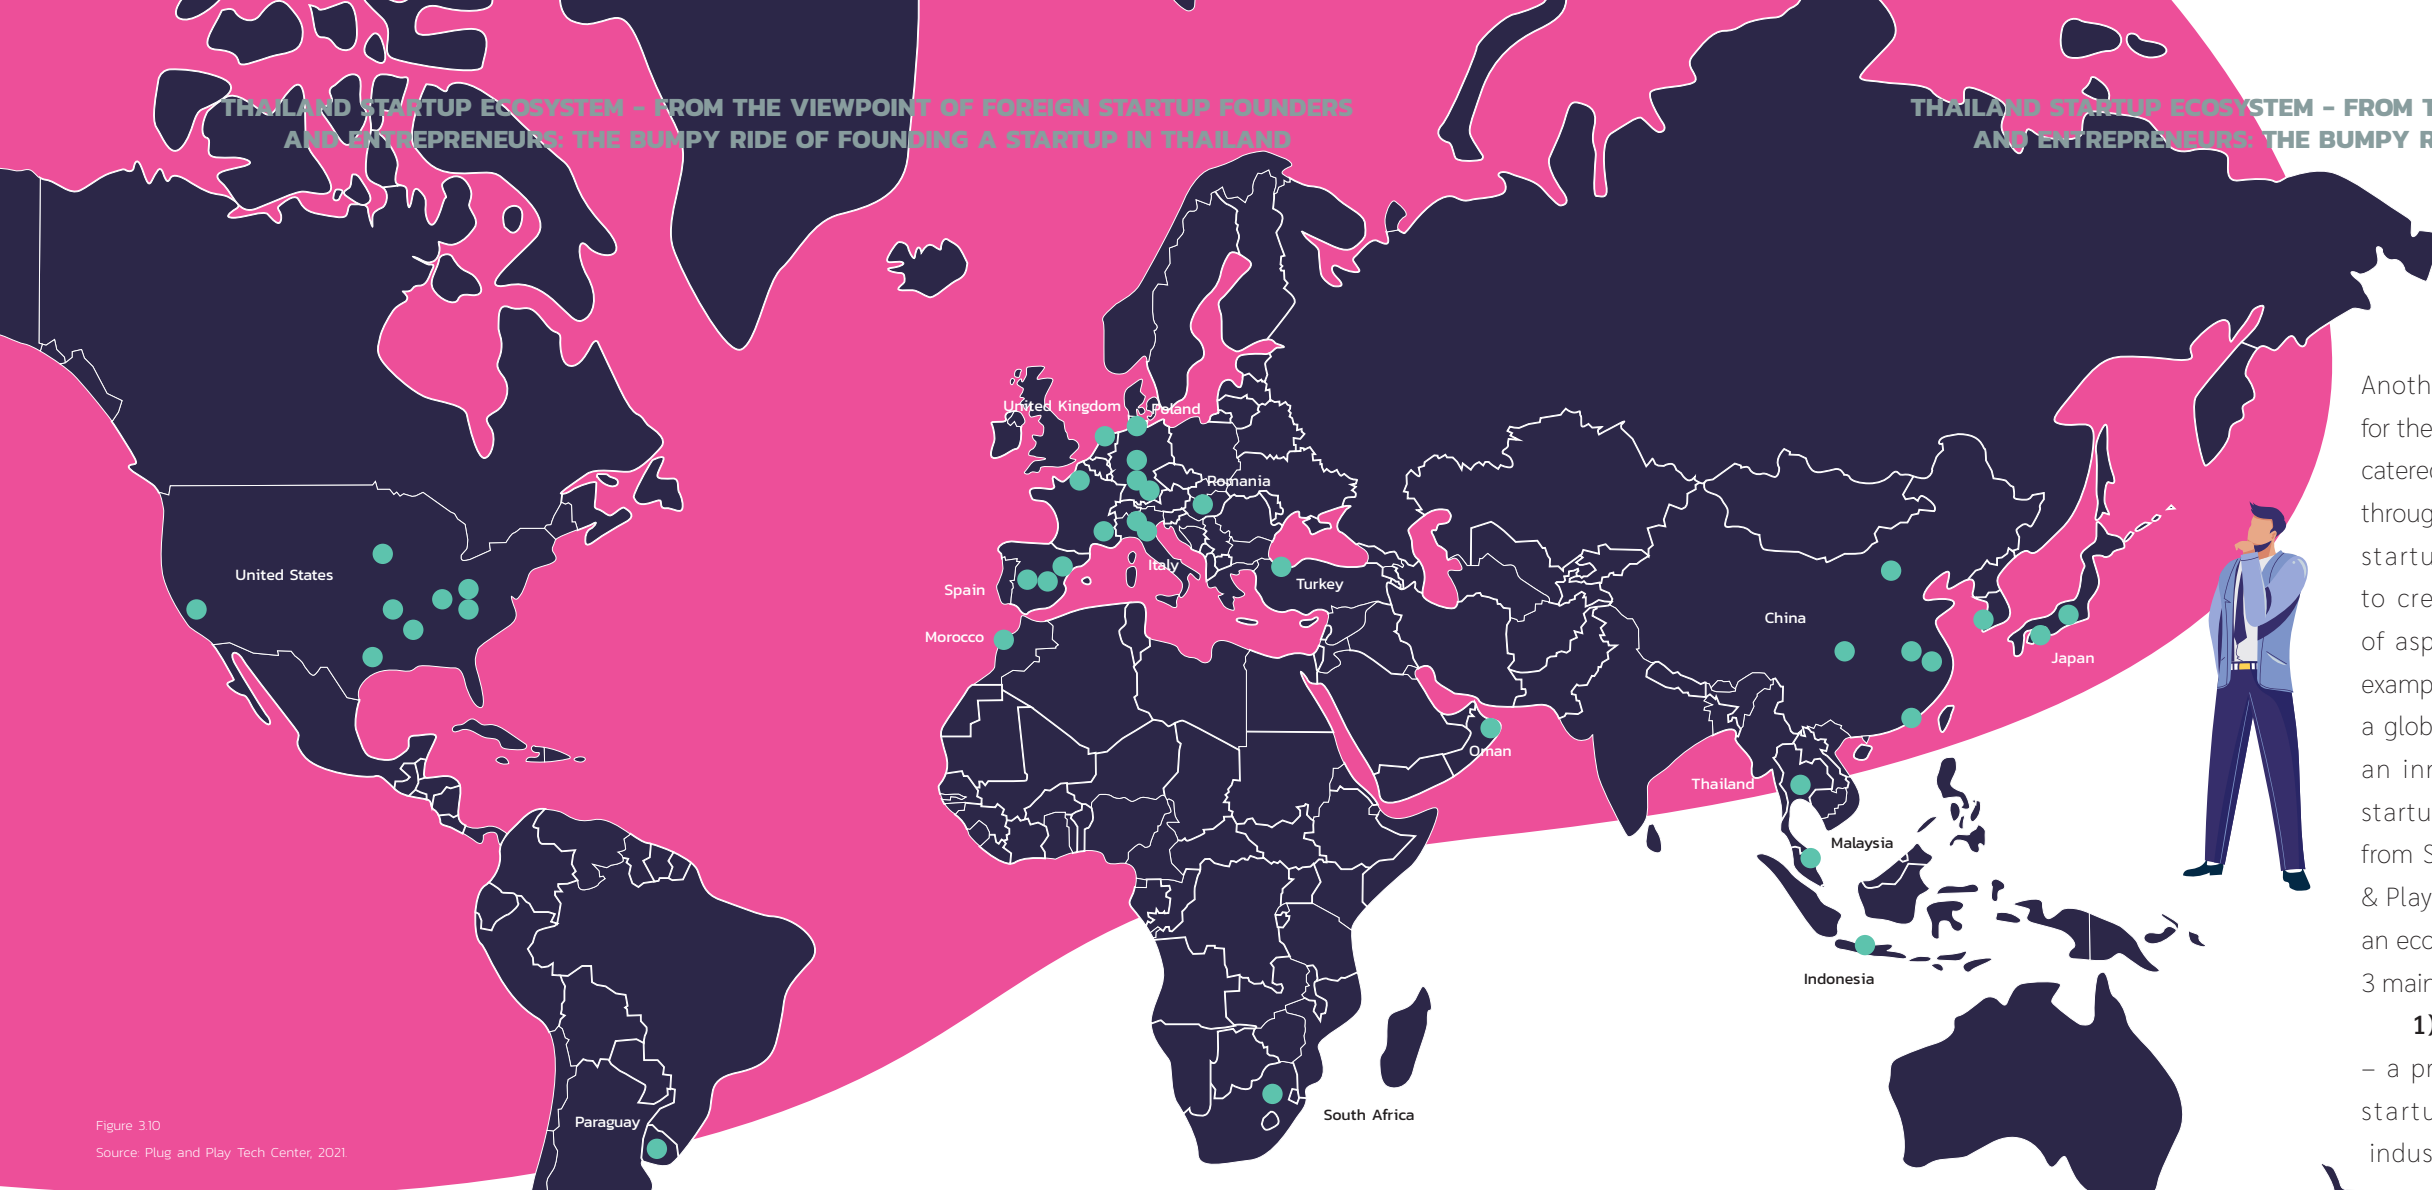 THAILAND STARTUP ECOSYSTEM - FROM THE VIEWPOINT OF FOREIGN STARTUP FOUNDERS
AND ENTREPRENEURS: THE BUMPY RIDE OF FOUNDING A STARTUP IN THAILAND
THAILAND STARTUP ECOSYSTEM - FROM T
AND ENTREPRENEURS: THE BUMPY R
United Kingdom
Poland
Romania
Italy
Spain
Turkey
Morocco
United States
China
Japan
Oman
Thailand
Malaysia
Indonesia
South Africa
Paraguay
Figure 3.10
Source: Plug and Play Tech Center, 2021.
Anoth
for the
catered
throug
startu
to cre
of asp
examp
a glob
an inn
startu
from S
& Play
an eco
3 main
1)
– a pr
startu
indus